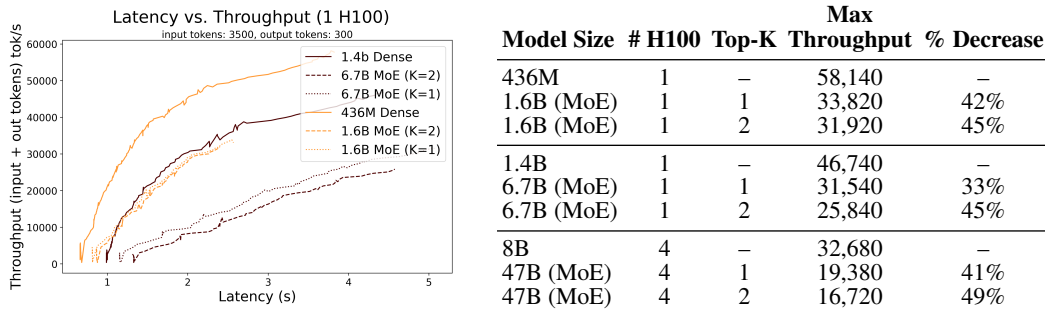 Latency vs. Throughput (1 H100)
input tokens: 3500, output tokens: 300
Throughput (input + out tokens) tok/s
60000
50000
40000
30000
20000
10000
0
1.4b Dense
6.7B MoE (K=2)
6.7B MoE (K=1)
436M Dense
1.6B MoE (K=2)
1.6B MoE (K=1)
1 2 3 4 5
Latency (s)
Max
Model Size # H100 Top-K Throughput % Decrease
436M 1 – 58,140 –
1.6B (MoE) 1 1 33,820 42%
1.6B (MoE) 1 2 31,920 45%
1.4B 1 – 46,740 –
6.7B (MoE) 1 1 31,540 33%
6.7B (MoE) 1 2 25,840 45%
8B 4 – 32,680 –
47B (MoE) 4 1 19,380 41%
47B (MoE) 4 2 16,720 49%